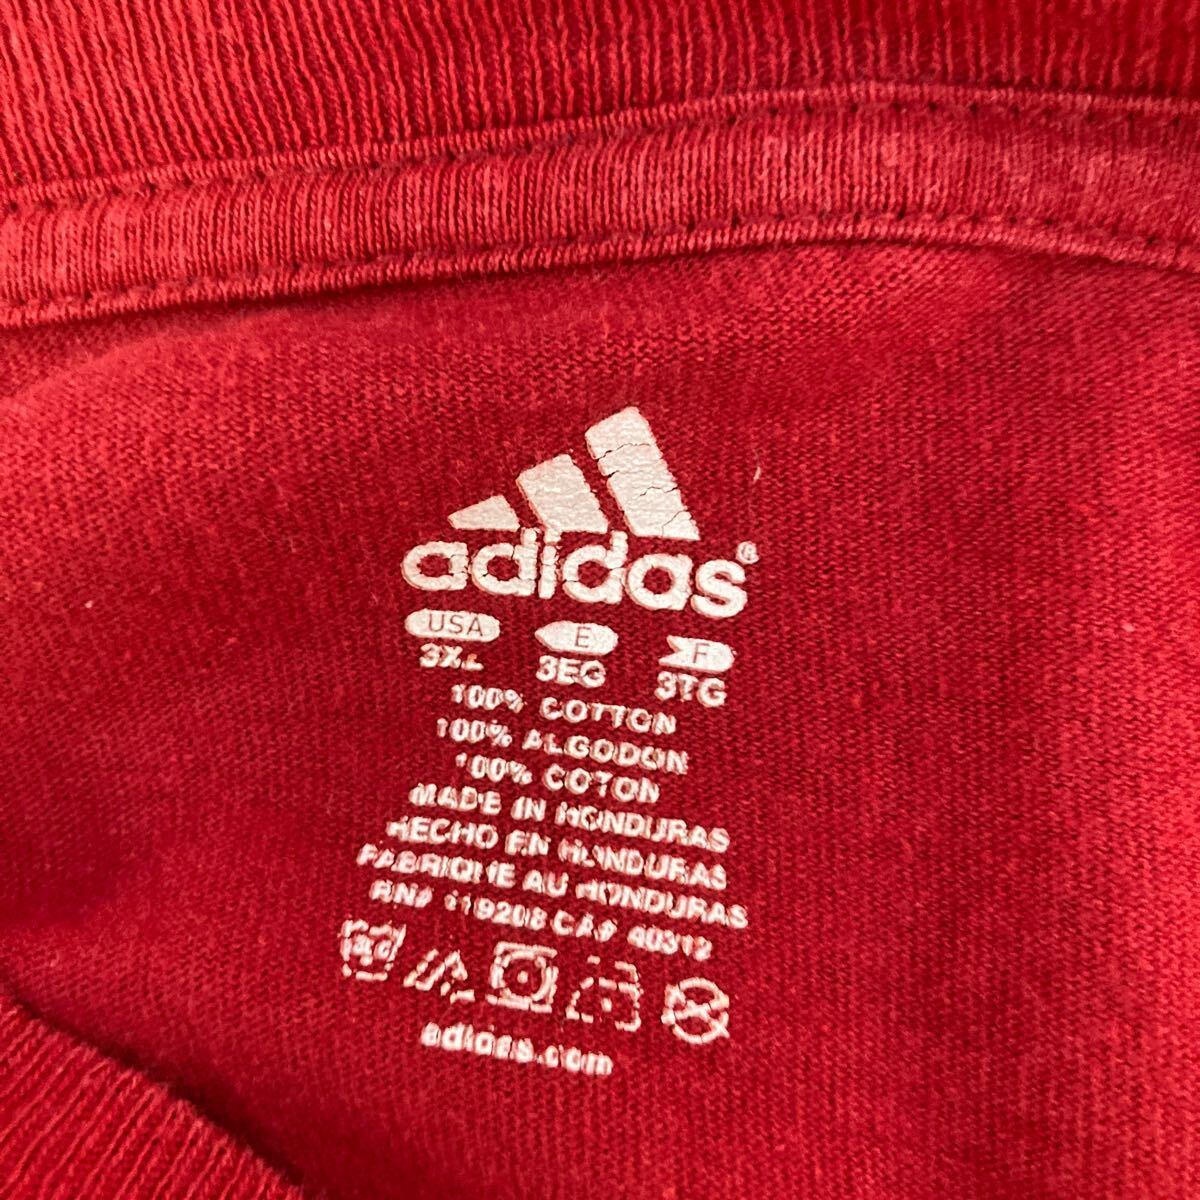 adidas®
USA E F
3XL 3EG 3TG
100% COTTON
100% ALGODON
100% COTON
MADE IN HONDURAS
HECHO EN HONDURAS
FABRIQUE AU HONDURAS
RN# 119208 CA# 40312
adidas.com